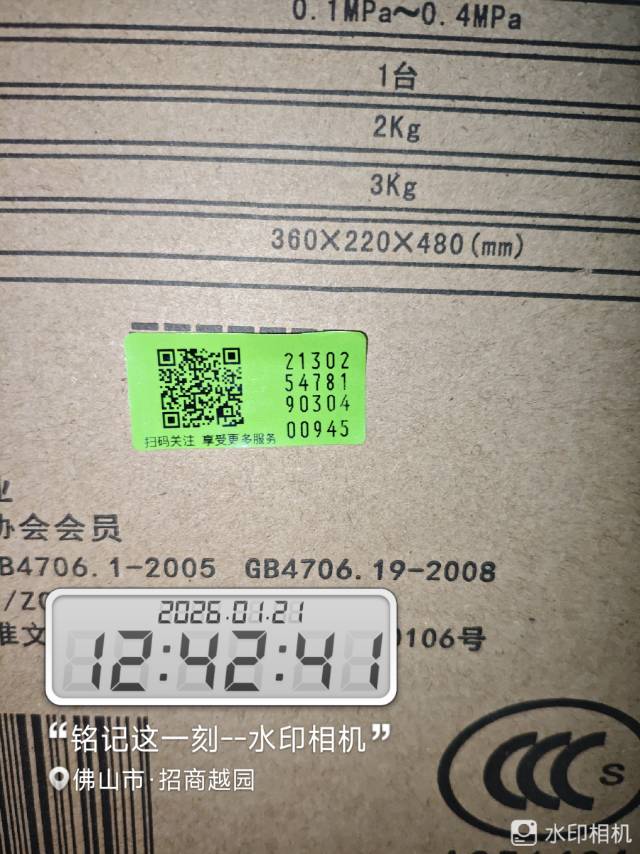 0.1MPa～0.4MPa
1台
2Kg
3Kg
360×220×480(mm)
21302
54781
90304
00945
扫码关注 享受更多服务
业
协会会员
B4706.1-2005 GB4706.19-2008
/Z
准文
0106号
2026.01.21
12:42:41
“铭记这一刻--水印相机”
佛山市·招商越园
S
水印相机